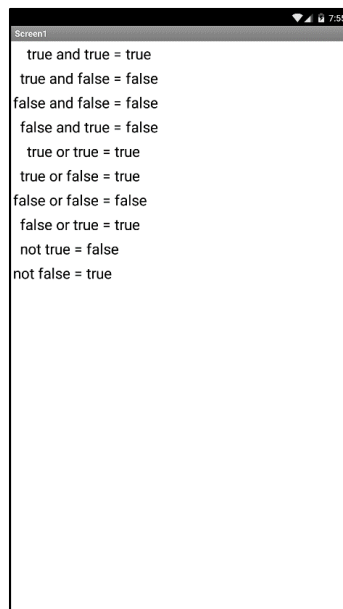 7:55
Screen1
true and true = true
true and false = false
false and false = false
false and true = false
true or true = true
true or false = true
false or false = false
false or true = true
not true = false
not false = true